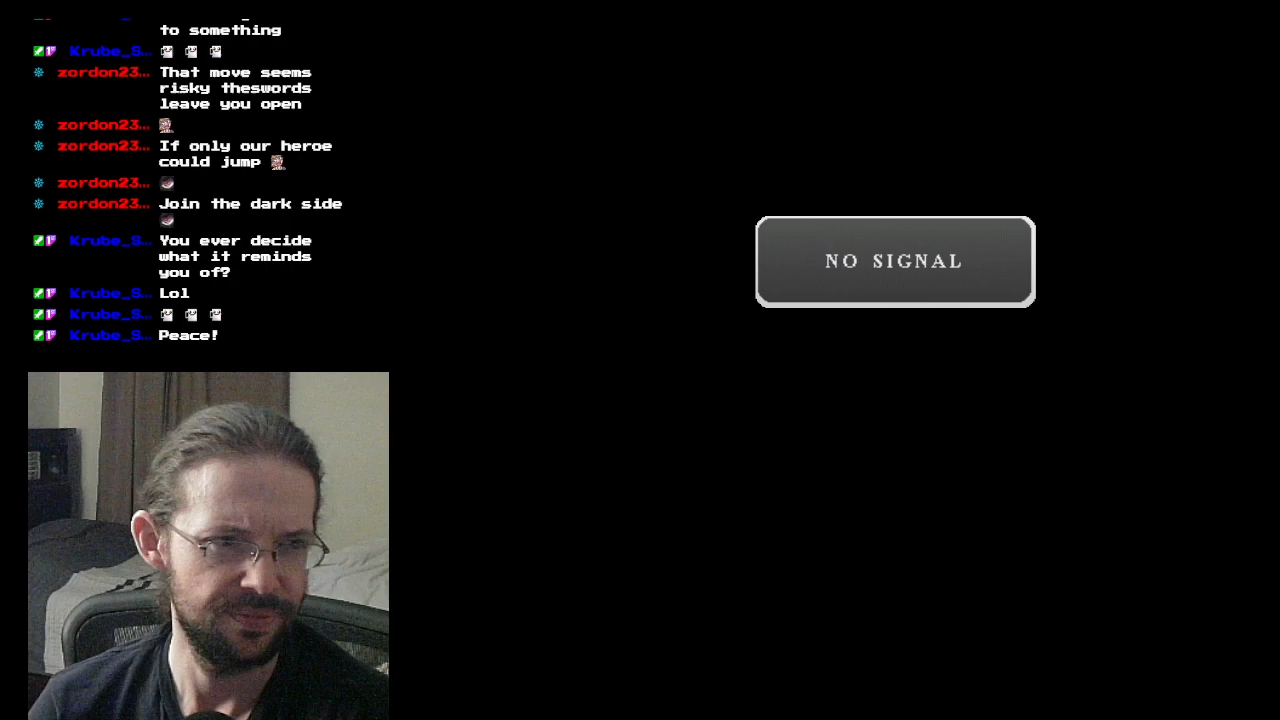 to something
Krube_S...
zordon23... That move seems
risky theswords
leave you open
zordon23...
zordon23... If only our heroe
could jump
zordon23...
zordon23... Join the dark side
Krube_S... You ever decide
what it reminds
you of?
Krube_S... Lol
Krube_S...
Krube_S... Peace!
NO SIGNAL